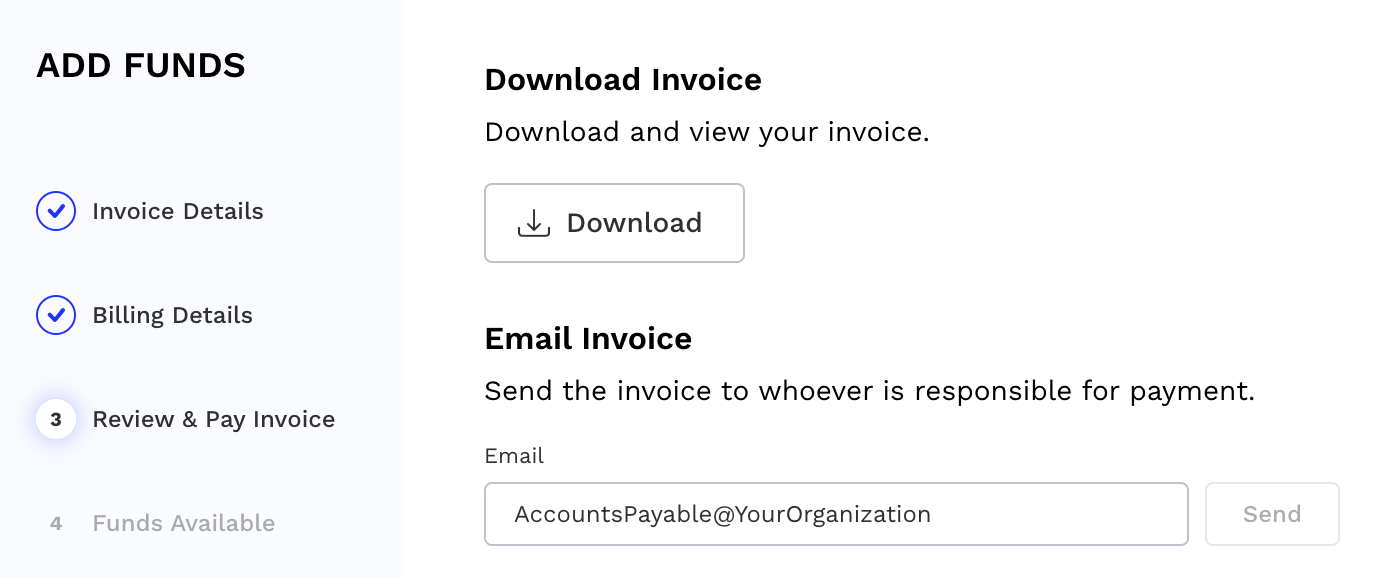 ADD FUNDS
Invoice Details
Billing Details
3 Review & Pay Invoice
4 Funds Available
Download Invoice
Download and view your invoice.
Download
Email Invoice
Send the invoice to whoever is responsible for payment.
Email
AccountsPayable@YourOrganization
Send